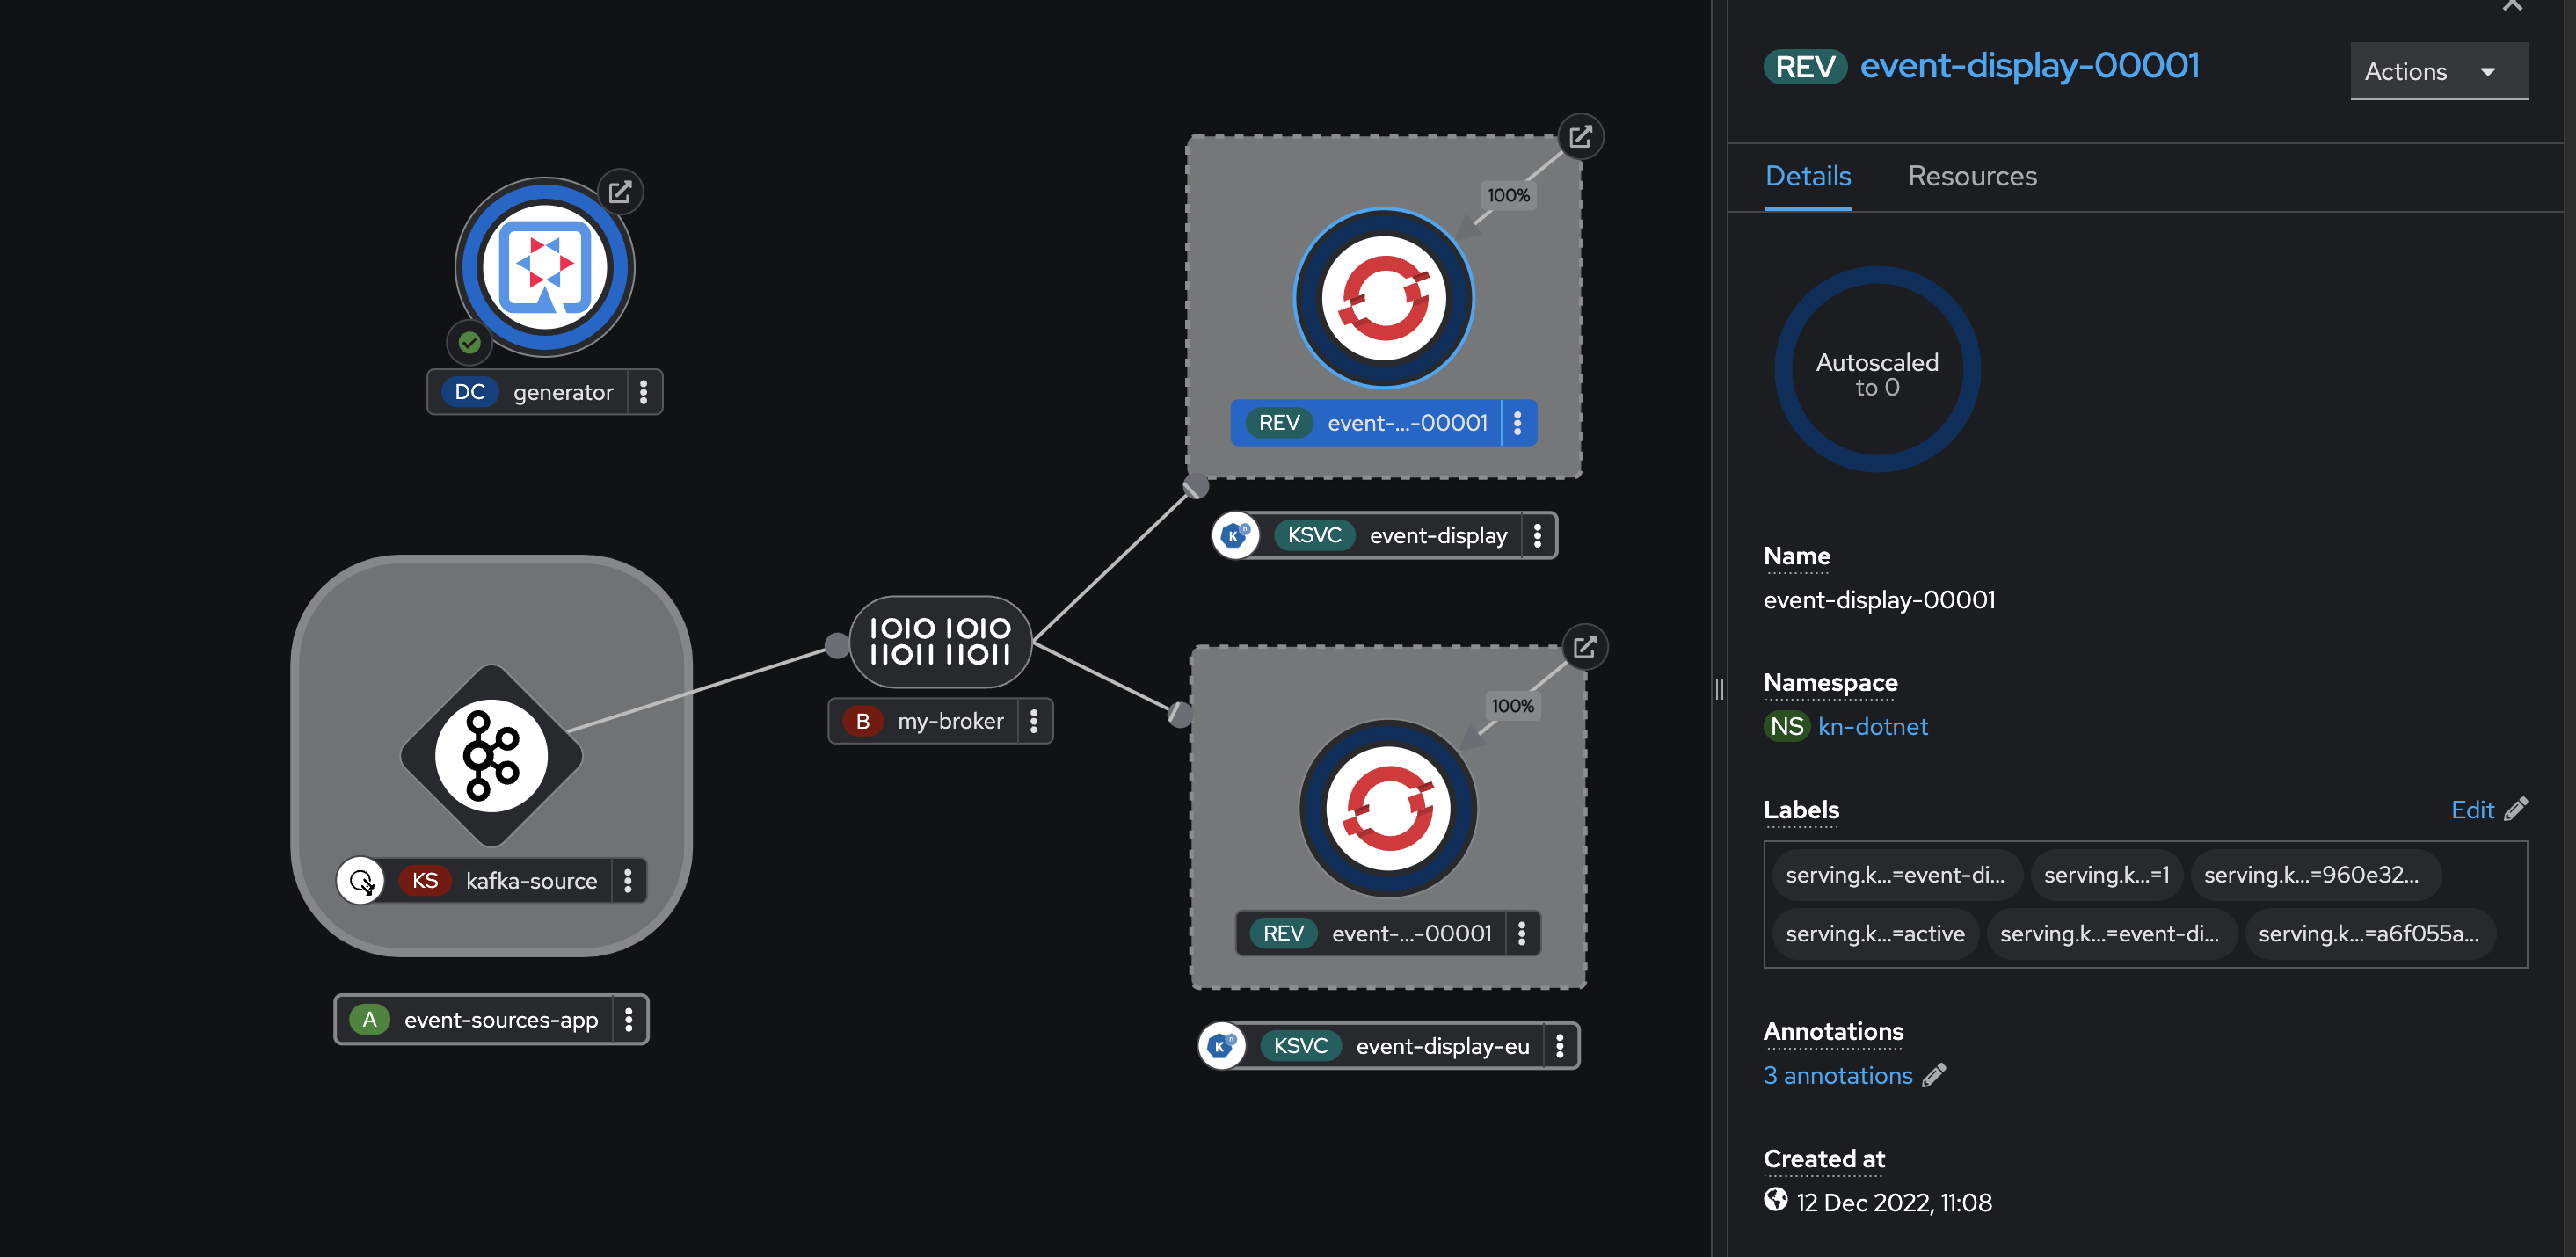 DC generator
100%
REV event-...-00001
KSVC event-display
1010 1010
11011 11011
B my-broker
KS kafka-source
A event-sources-app
100%
REV event-...-00001
KSVC event-display-eu
REV event-display-00001
Actions
Details Resources
Autoscaled
to 0
Name
event-display-00001
Namespace
NS kn-dotnet
Labels Edit
serving.k...=event-di... serving.k...=1 serving.k...=960e32...
serving.k...=active serving.k...=event-di... serving.k...=a6f055a...
Annotations
3 annotations
Created at
12 Dec 2022, 11:08